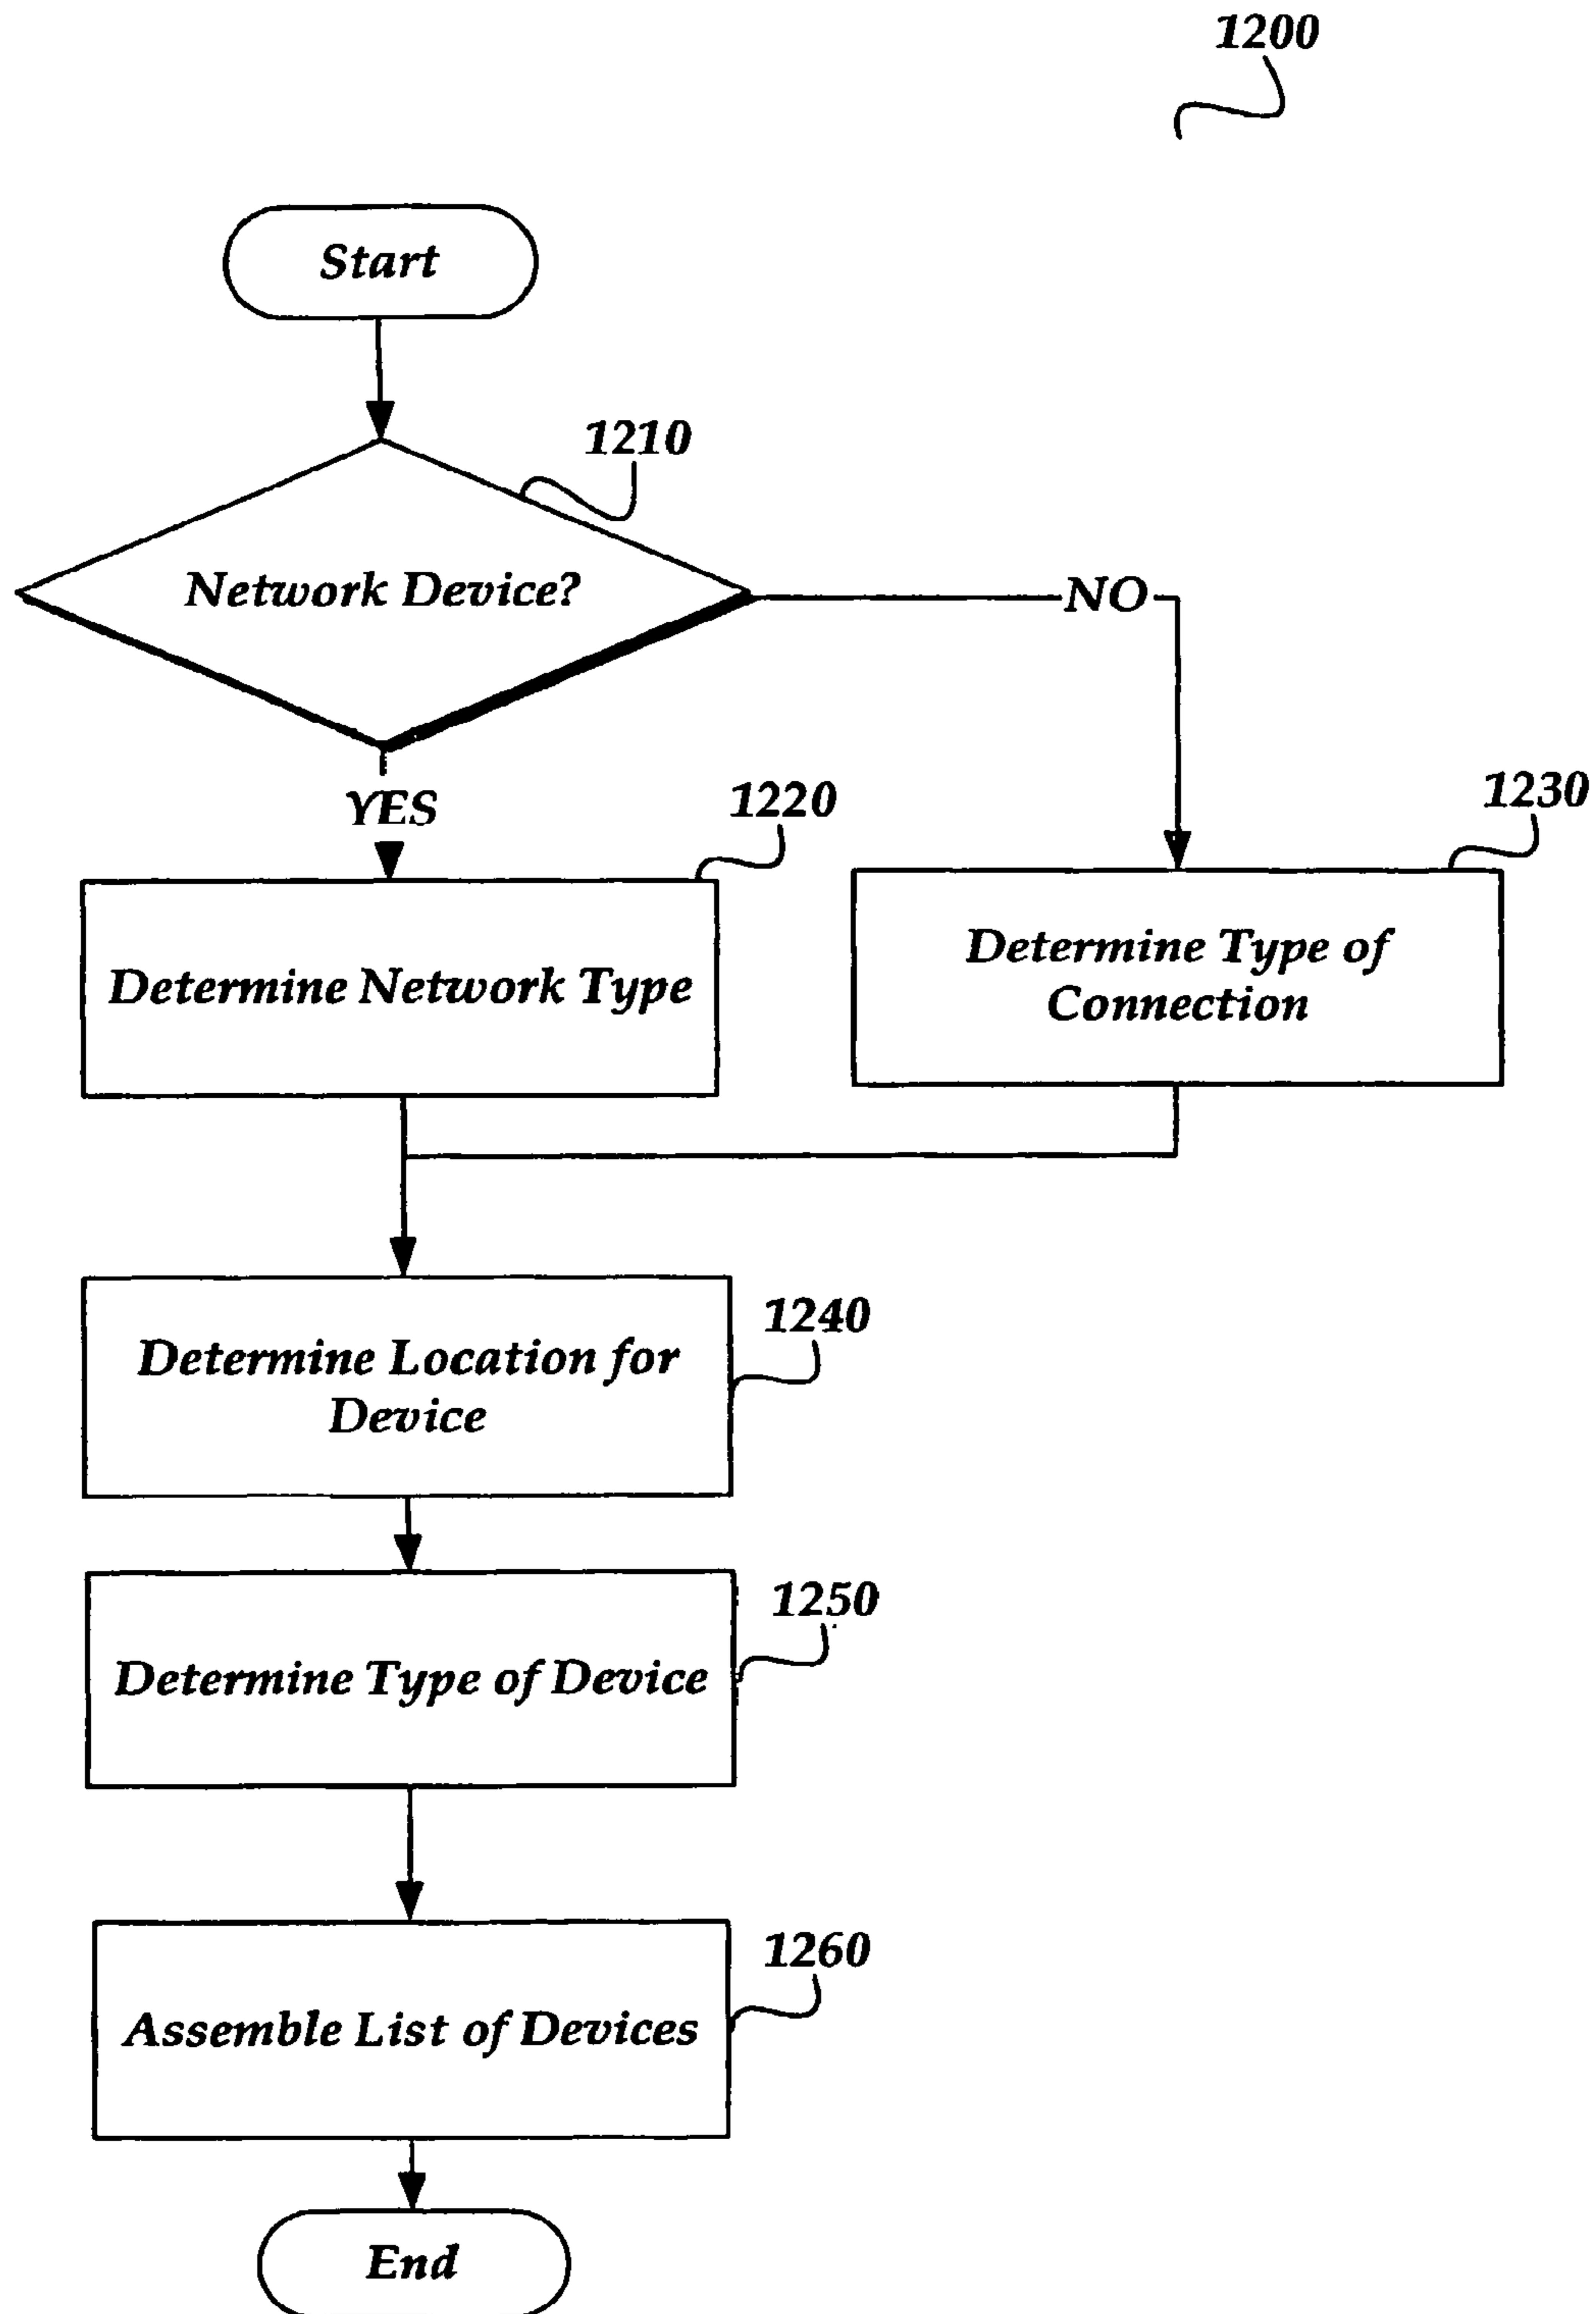 1200
Start
1210
Network Device?
NO
YES
1220
1230
Determine Network Type
Determine Type of
Connection
1240
Determine Location for
Device
1250
Determine Type of Device
1260
Assemble List of Devices
End